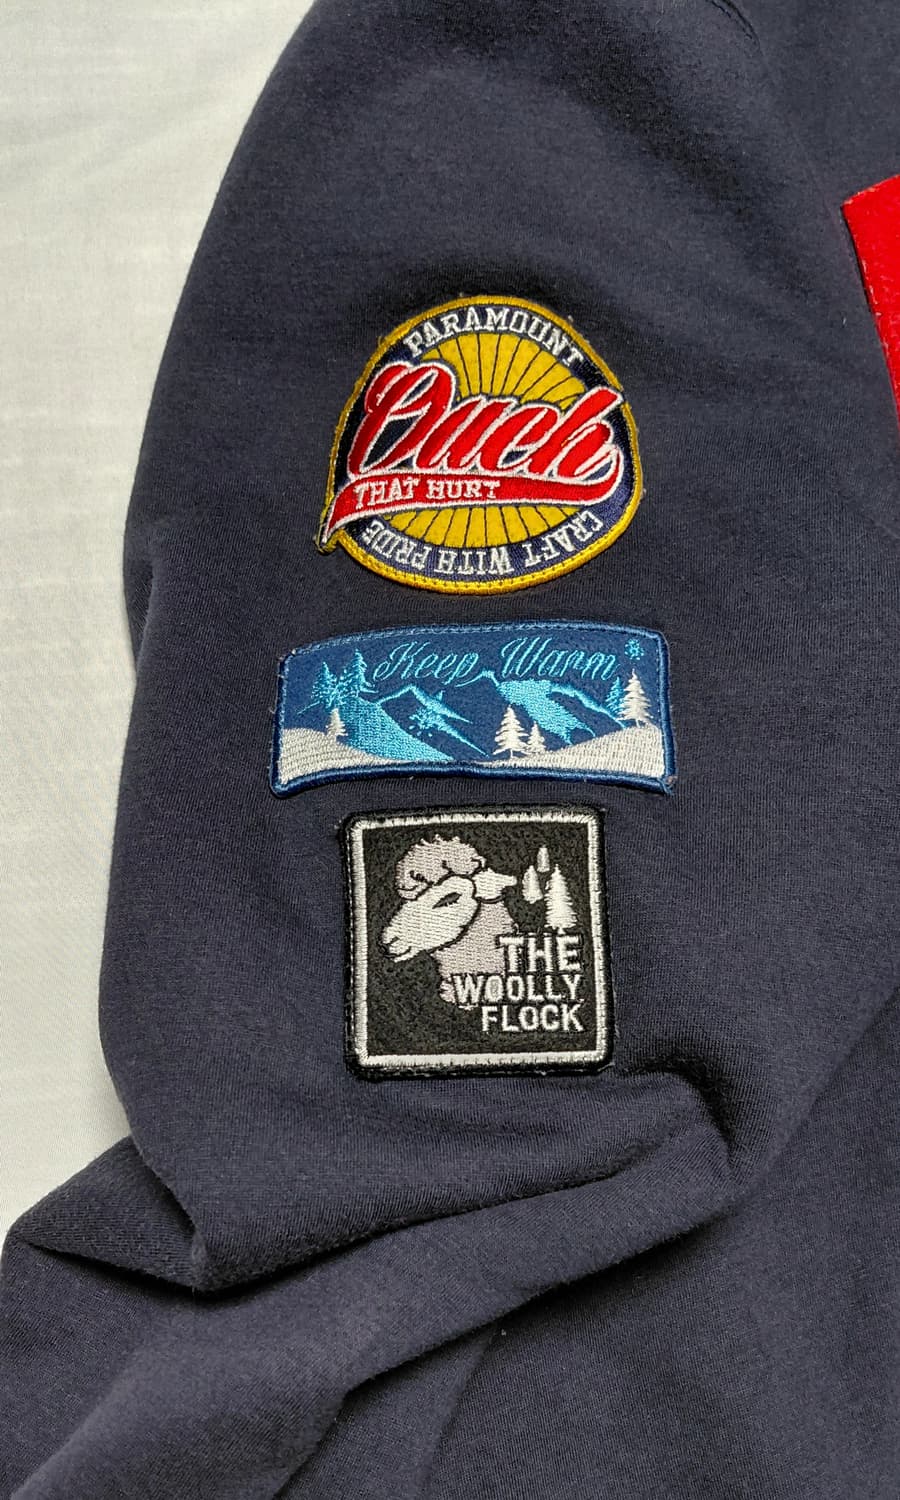 PARAMOUNT
Ouch
THAT HURT
CRAFT WITH PRIDE
Keep Warm
THE
WOOLLY
FLOCK